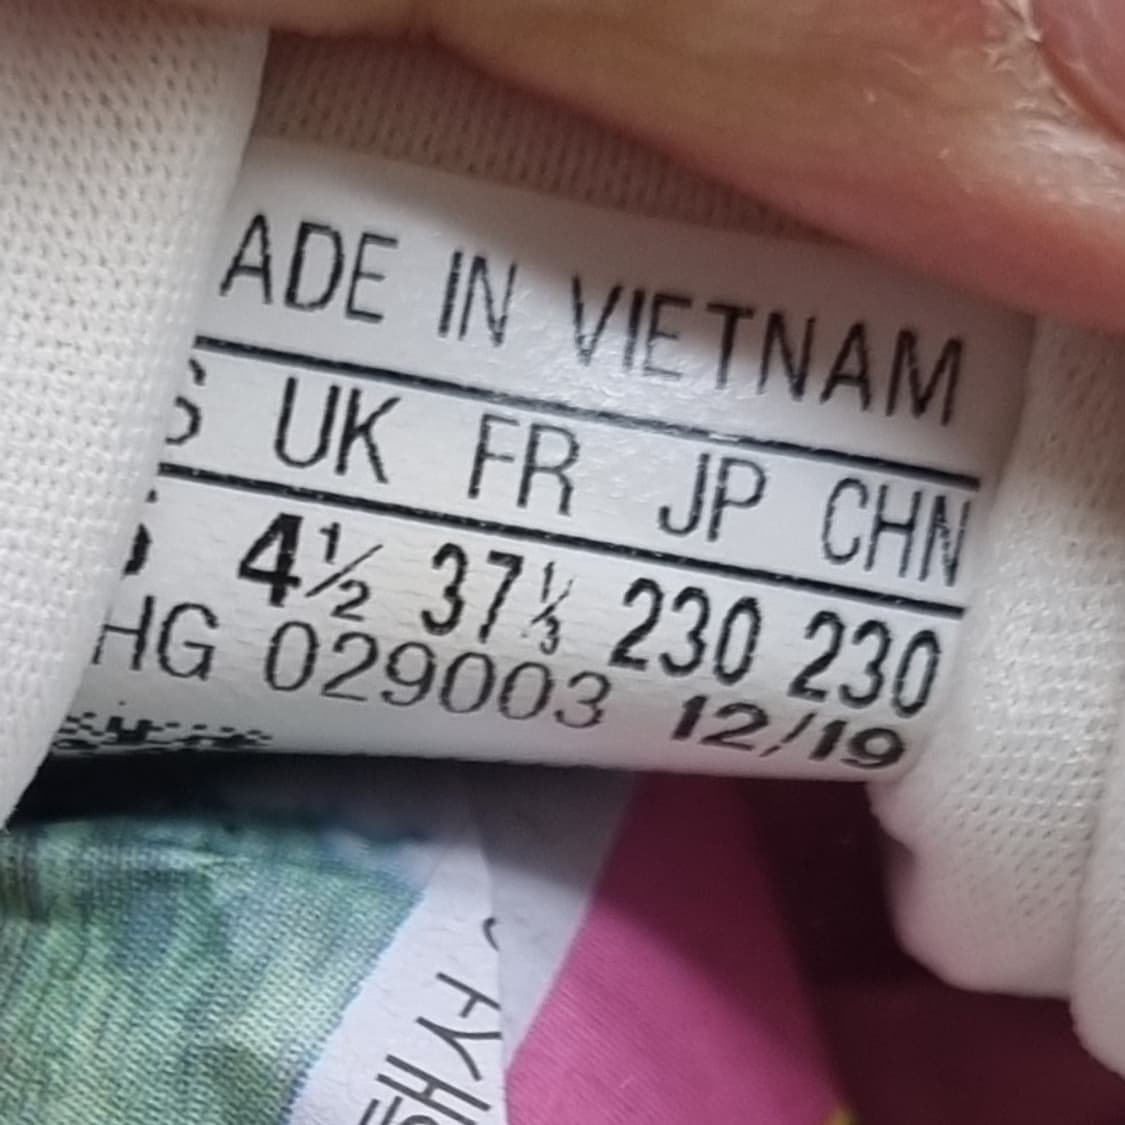 ADE IN VIETNAM
UK FR JP CHN
4½ 37⅓ 230 230
HG 029003 12/19